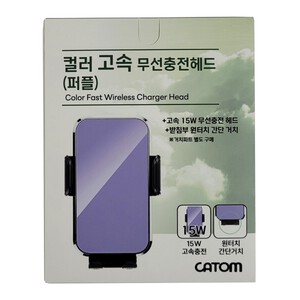 컬러 고속 무선충전헤드
(퍼플)
Color Fast Wireless Charger Head
+고속 15W 무선충전 헤드
+받침부 원터치 간단 거치
※거치파트 별도 구매
15W
15W
고속충전
원터치
간단거치
CATOM